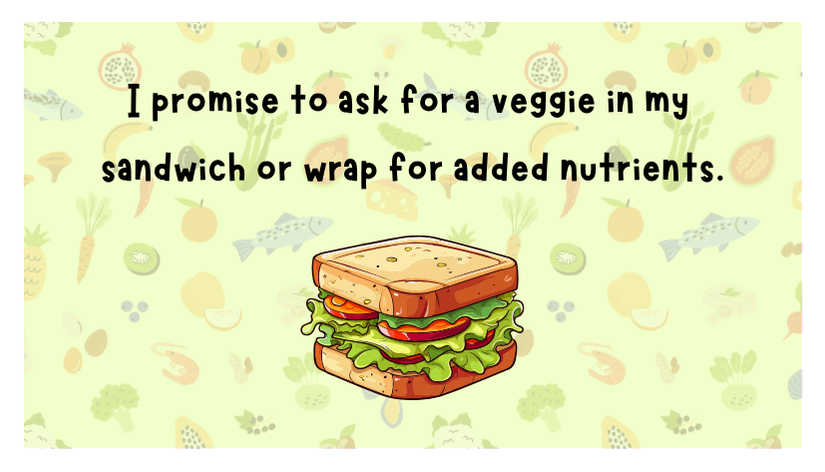 I promise to ask for a veggie in my
sandwich or wrap for added nutrients.